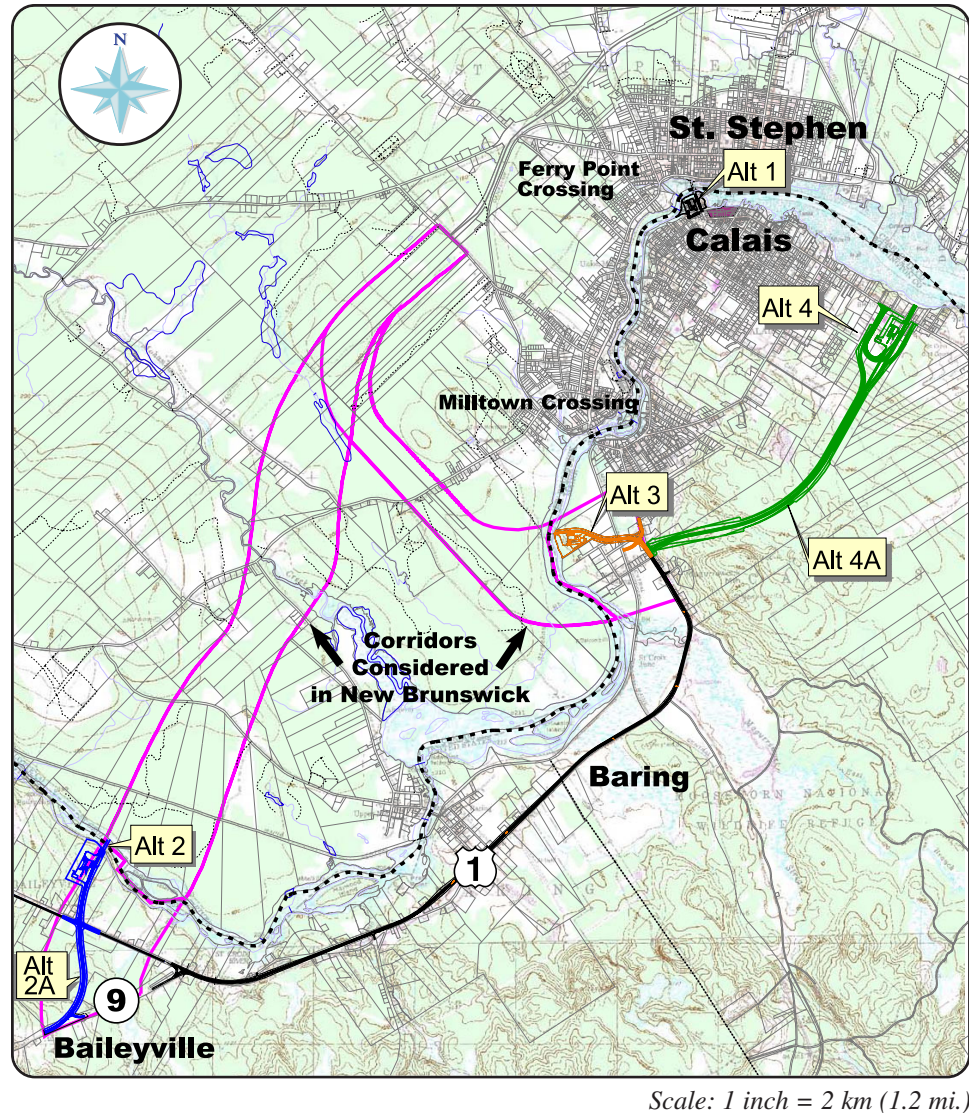 N
St. Stephen
Ferry Point
Crossing
Alt 1
Calais
Alt 4
Milltown Crossing
Alt 3
Alt 4A
Corridors
Considered
in New Brunswick
Baring
Alt 2
1
Alt
2A
9
Baileyville
Scale: 1 inch = 2 km (1.2 mi.)